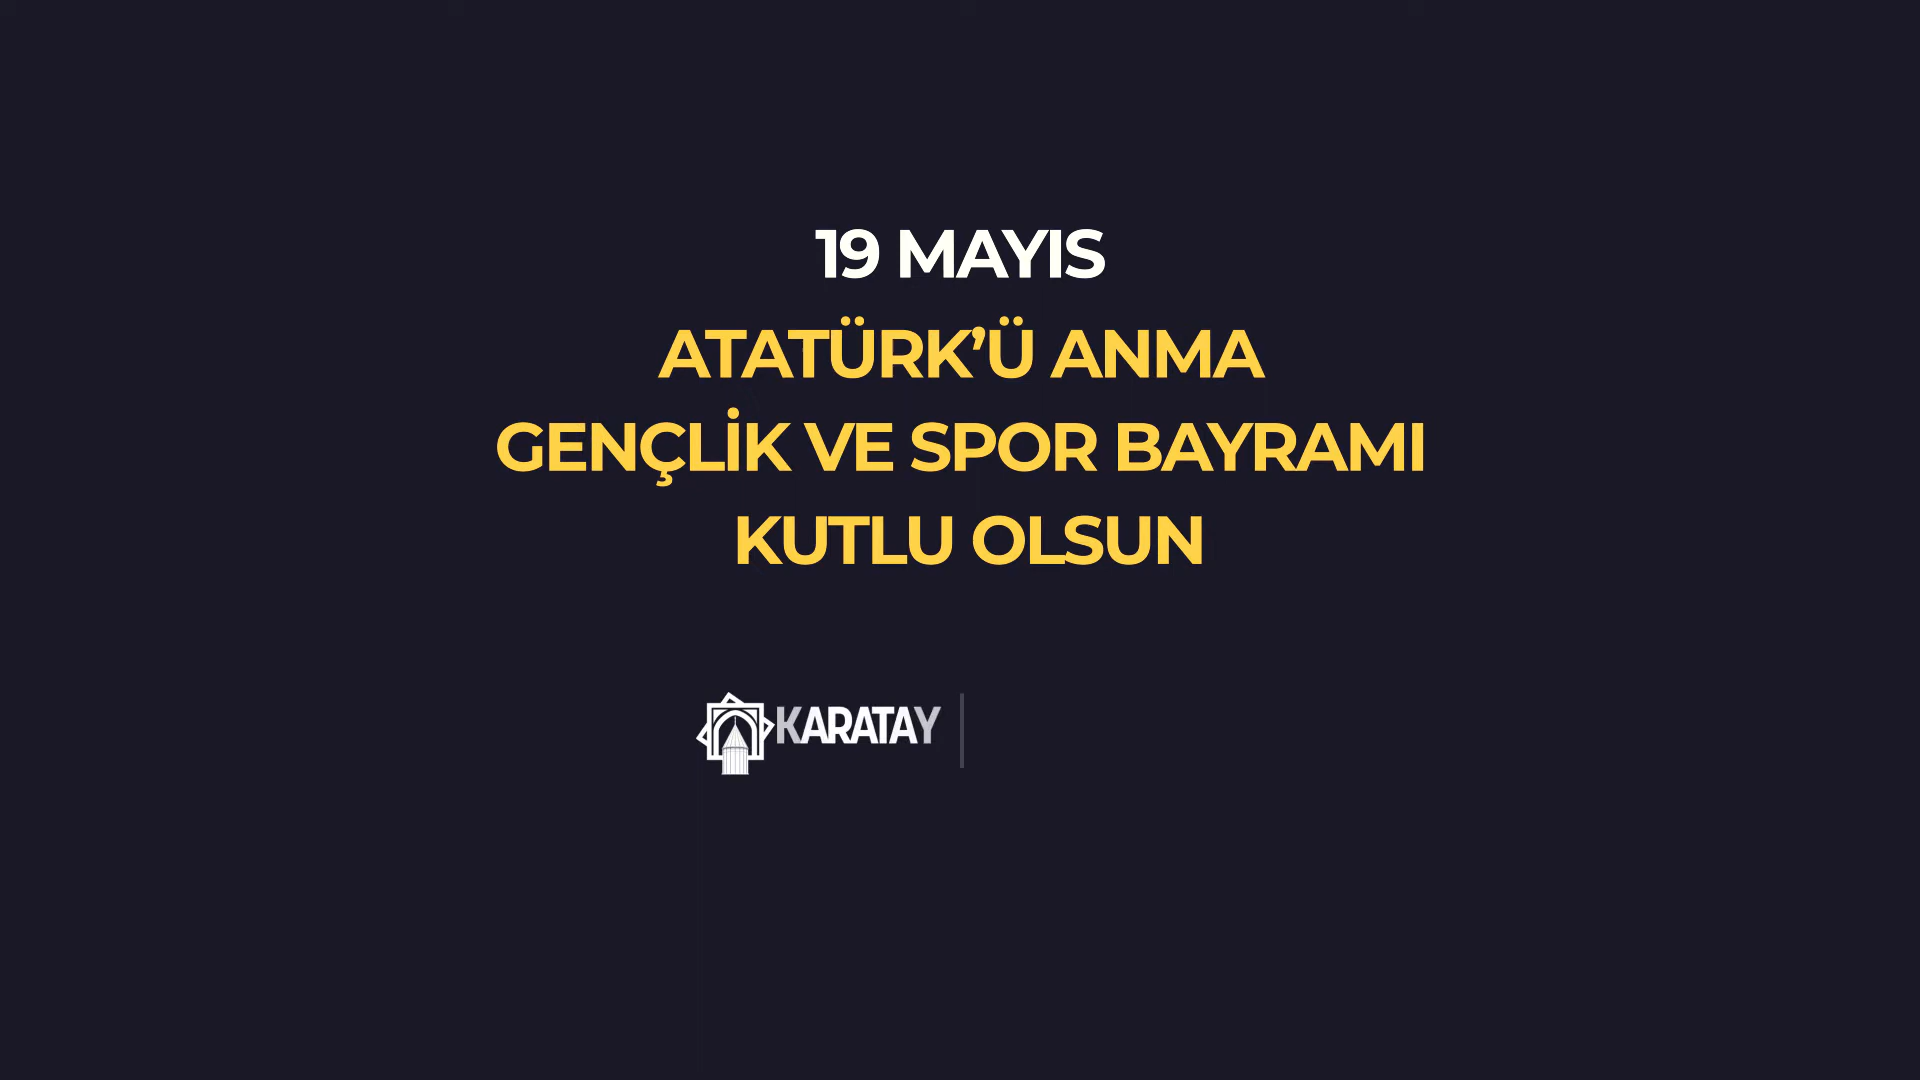 19 MAYIS
ATATÜRK’Ü ANMA
GENÇLİK VE SPOR BAYRAMI
KUTLU OLSUN
KARATAY